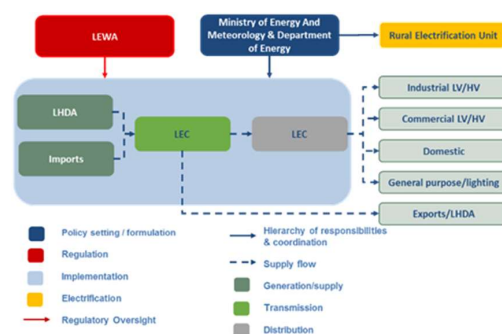 LEWA
Ministry of Energy And
Meteorology & Department
of Energy
Rural Electrification Unit
LHDA
Imports
LEC
LEC
Industrial LV/HV
Commercial LV/HV
Domestic
General purpose/lighting
Exports/LHDA
Policy setting / formulation
Regulation
Implementation
Electrification
Regulatory Oversight
Hierarchy of responsibilities
& coordination
Supply flow
Generation/supply
Transmission
Distribution